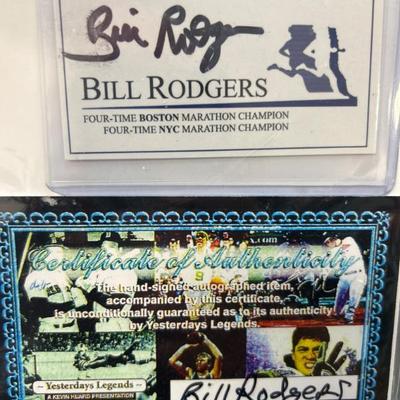 Bill Rodgers
BILL RODGERS
FOUR-TIME BOSTON MARATHON CHAMPION
FOUR-TIME NYC MARATHON CHAMPION
x.com
Certificate of Authenticity
The hand-signed autographed item,
accompanied by this certificate,
is unconditionally guaranteed as to its authenticity!
by Yesterdays Legends.
~ Yesterdays Legends ~
A KEVIN HEARD PRESENTATION
Bill Rodgers